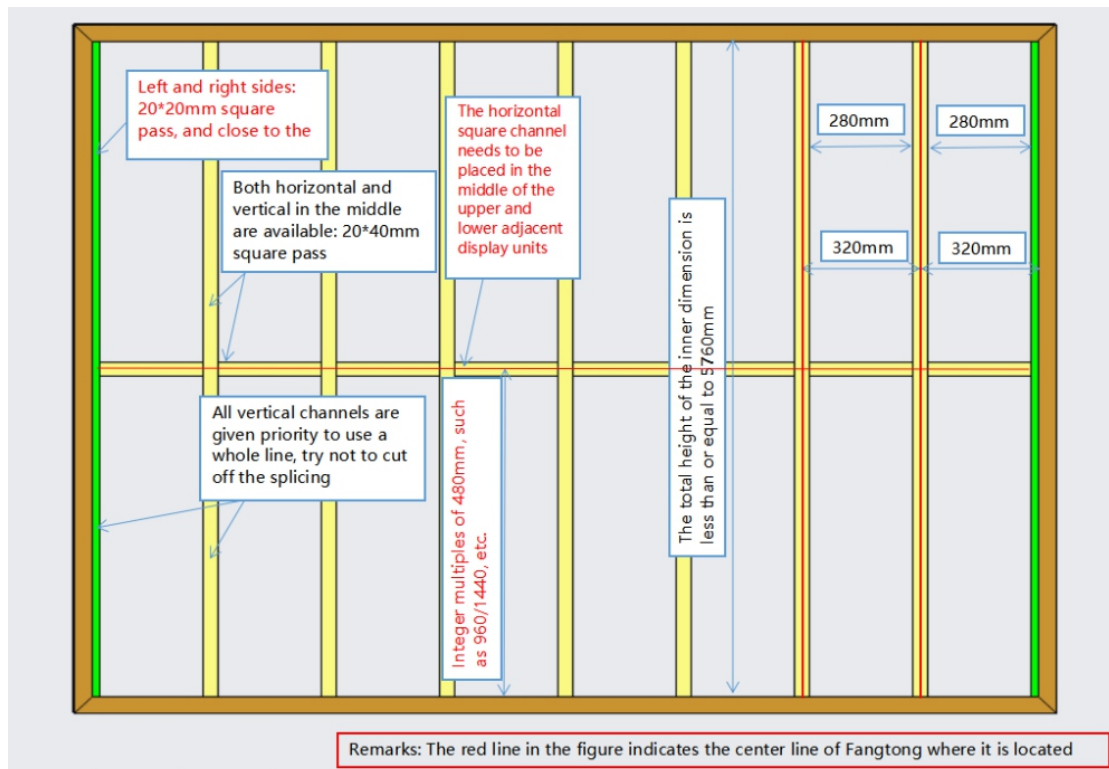 Left and right sides:
20*20mm square
pass, and close to the
Both horizontal and
vertical in the middle
are available: 20*40mm
square pass
The horizontal
square channel
needs to be
placed in the
middle of the
upper and
lower adjacent
display units
280mm
280mm
320mm
320mm
The total height of the inner dimension is
less than or equal to 5760mm
All vertical channels are
given priority to use a
whole line, try not to cut
off the splicing
Integer multiples of 480mm, such
as 960/1440, etc.
Remarks: The red line in the figure indicates the center line of Fangtong where it is located